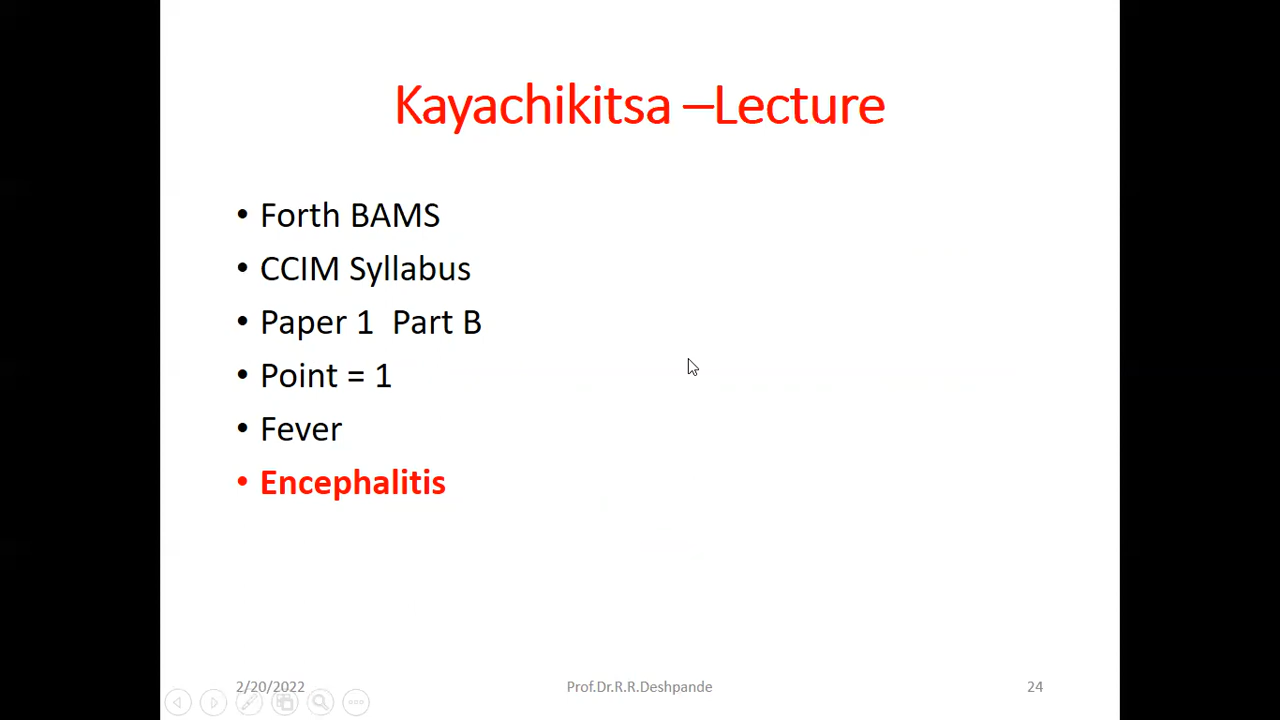 Kayachikitsa –Lecture
• Forth BAMS
• CCIM Syllabus
• Paper 1  Part B
• Point = 1
• Fever
• Encephalitis
2/20/2022
Prof.Dr.R.R.Deshpande
24